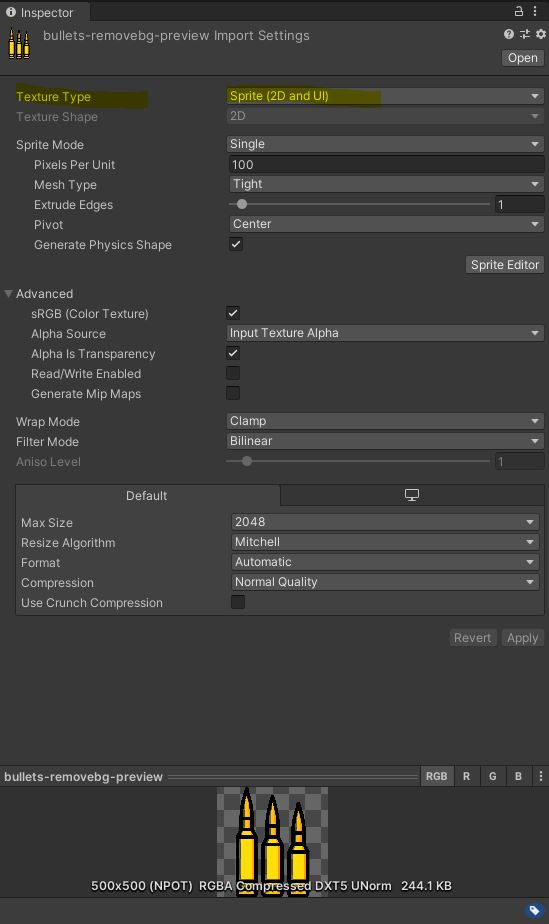 Inspector
bullets-removebg-preview Import Settings
Open
Texture Type Sprite (2D and UI)
Texture Shape 2D
Sprite Mode Single
Pixels Per Unit 100
Mesh Type Tight
Extrude Edges 1
Pivot Center
Generate Physics Shape
Sprite Editor
Advanced
sRGB (Color Texture)
Alpha Source Input Texture Alpha
Alpha Is Transparency
Read/Write Enabled
Generate Mip Maps
Wrap Mode Clamp
Filter Mode Bilinear
Aniso Level 1
Default
Max Size 2048
Resize Algorithm Mitchell
Format Automatic
Compression Normal Quality
Use Crunch Compression
Revert Apply
bullets-removebg-preview RGB R G B
500x500 (NPOT) RGBA Compressed DXT5 UNorm 244.1 KB